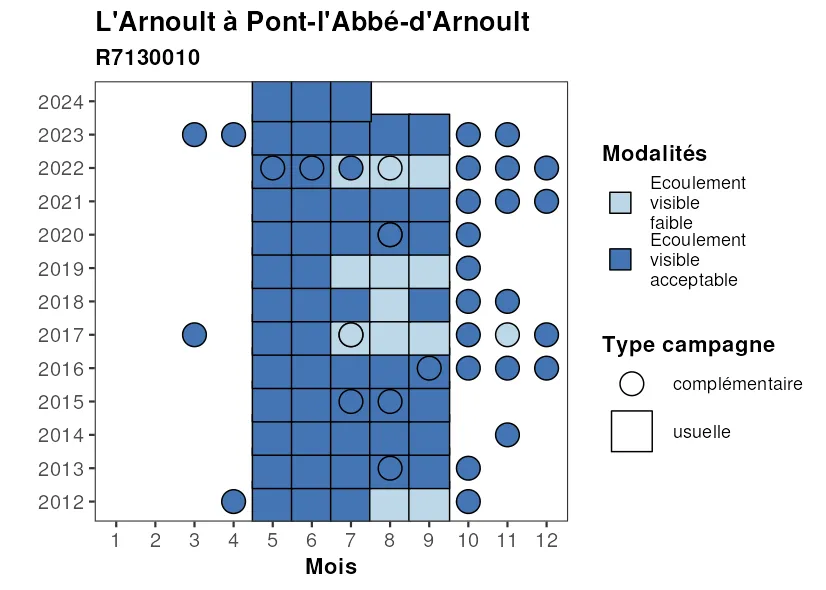 L'Arnoult à Pont-l'Abbé-d'Arnoult
R7130010
2024
2023
2022
2021
2020
2019
2018
2017
2016
2015
2014
2013
2012
1 2 3 4 5 6 7 8 9 10 11 12
Mois
Modalités
Ecoulement
visible
faible
Ecoulement
visible
acceptable
Type campagne
complémentaire
usuelle